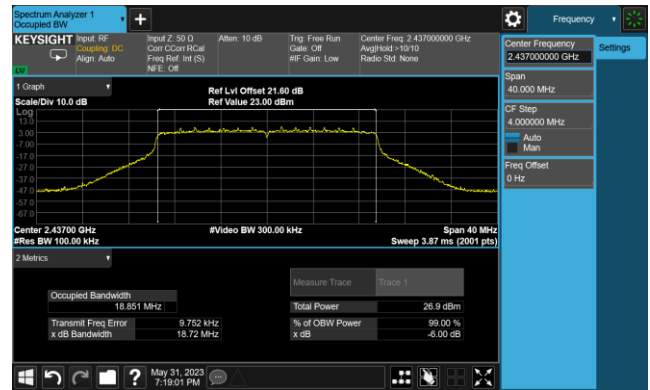 Spectrum Analyzer 1
Occupied BW
Frequency
KEYSIGHT
Input: RF
Coupling: DC
Align: Auto
Input Z: 50 Ω
Corr CCorr RCal
Freq Ref: Int (S)
NFE: Off
Atten: 10 dB
Trig: Free Run
Gate: Off
#IF Gain: Low
Center Freq: 2.437000000 GHz
Avg|Hold:>10/10
Radio Std: None
Center Frequency
2.437000000 GHz
Settings
Span
40.000 MHz
CF Step
4.000000 MHz
Auto
Man
Freq Offset
0 Hz
1 Graph
Scale/Div 10.0 dB
Ref Lvl Offset 21.60 dB
Ref Value 23.00 dBm
Log
13.0
3.00
-7.00
-17.0
-27.0
-37.0
-47.0
-57.0
-67.0
Center 2.43700 GHz
#Video BW 300.00 kHz
Span 40 MHz
#Res BW 100.00 kHz
Sweep 3.87 ms (2001 pts)
2 Metrics
Measure Trace
Trace 1
Occupied Bandwidth
18.851 MHz
Total Power
26.9 dBm
Transmit Freq Error
9.752 kHz
% of OBW Power
99.00 %
x dB Bandwidth
18.72 MHz
x dB
-6.00 dB
May 31, 2023
7:19:01 PM